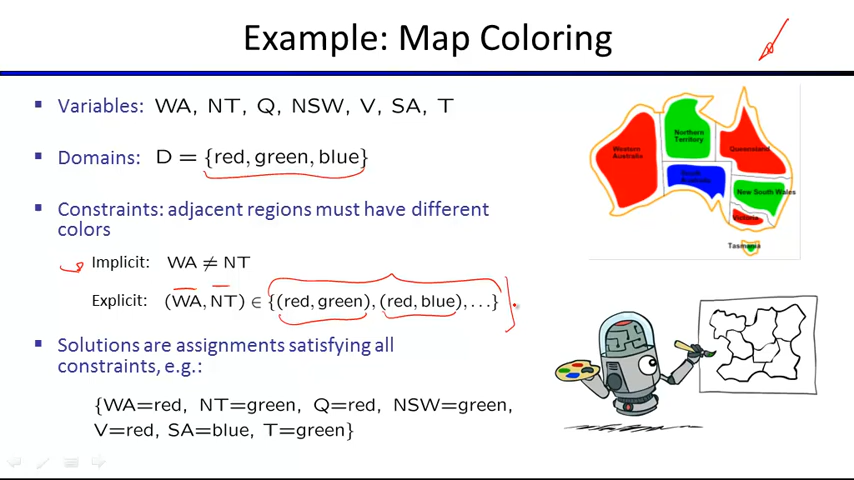 Example: Map Coloring
Variables: WA, NT, Q, NSW, V, SA, T
Domains: D = {red, green, blue}
Constraints: adjacent regions must have different
colors
Implicit: WA ≠ NT
Explicit: (WA, NT) ∈ {(red, green), (red, blue), ...}
Solutions are assignments satisfying all
constraints, e.g.:
{WA=red, NT=green, Q=red, NSW=green,
V=red, SA=blue, T=green}
Northern
Territory
Western
Australia
Queensland
South
Australia
New South Wales
Victoria
Tasmania